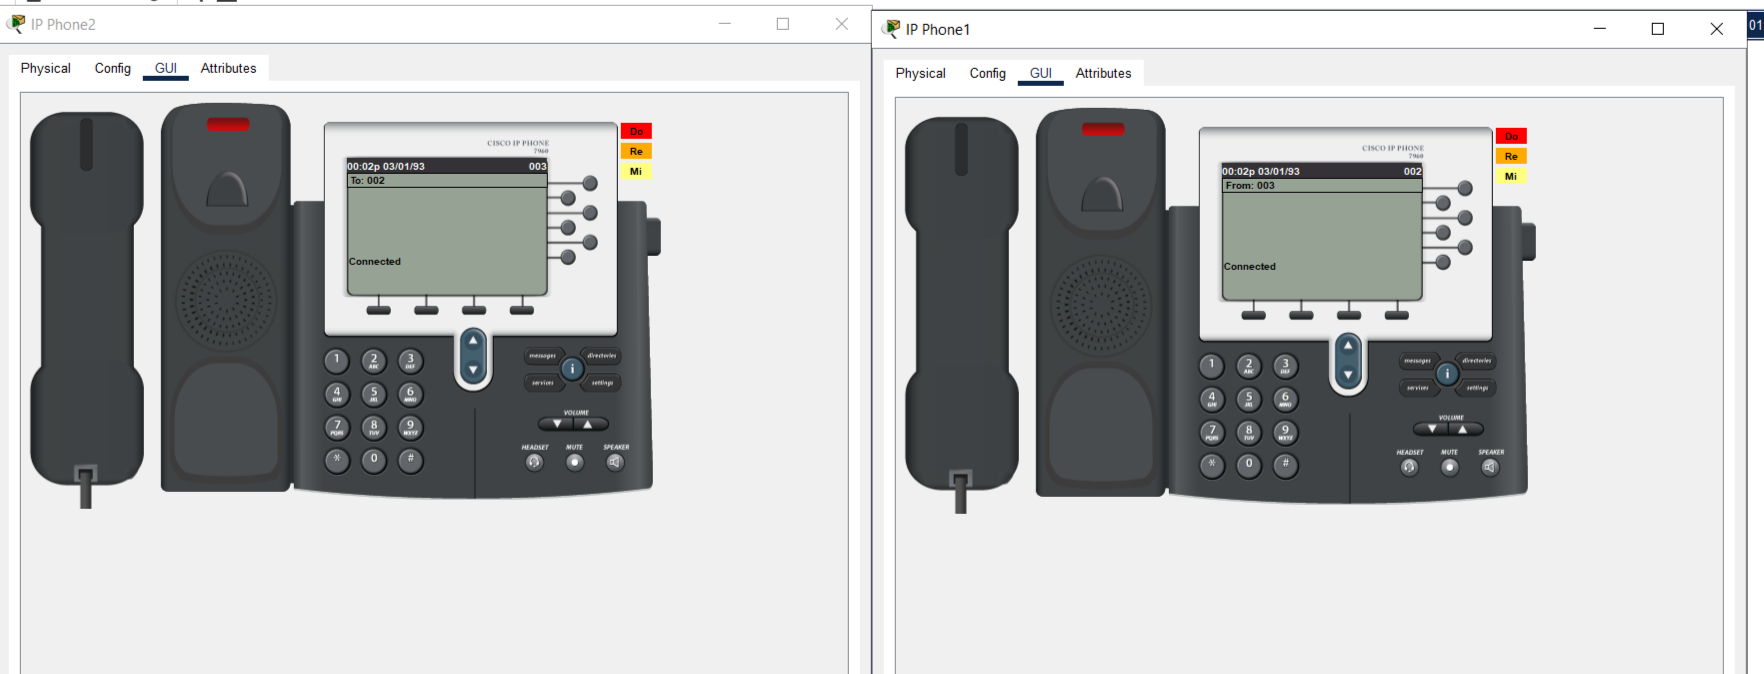 IP Phone2
Physical Config GUI Attributes
CISCO IP PHONE
7960
00:02p 03/01/93 003
To: 002
Connected
Do
Re
Mi
1 2 ABC 3 DEF
4 GHI 5 JKL 6 MNO
7 PQRS 8 TUV 9 WXYZ
* 0 #
messages directories
i
services settings
VOLUME
HEADSET MUTE SPEAKER
IP Phone1
01
Physical Config GUI Attributes
CISCO IP PHONE
7960
00:02p 03/01/93 002
From: 003
Connected
Do
Re
Mi
1 2 ABC 3 DEF
4 GHI 5 JKL 6 MNO
7 PQRS 8 TUV 9 WXYZ
* 0 #
messages directories
i
services settings
VOLUME
HEADSET MUTE SPEAKER